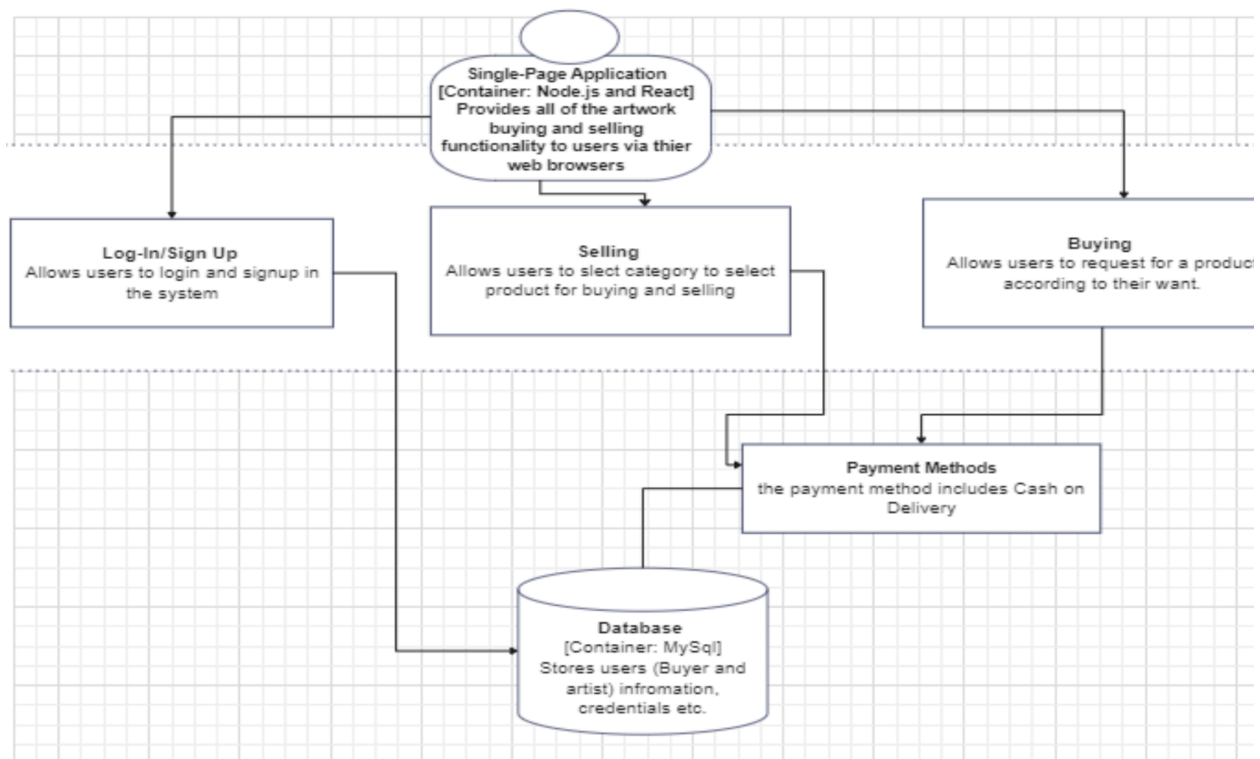 Single-Page Application
[Container: Node.js and React]
Provides all of the artwork
buying and selling
functionality to users via thier
web browsers
Log-In/Sign Up
Allows users to login and signup in
the system
Selling
Allows users to slect category to select
product for buying and selling
Buying
Allows users to request for a product
according to their want.
Payment Methods
the payment method includes Cash on
Delivery
Database
[Container: MySql]
Stores users (Buyer and
artist) infromation,
credentials etc.